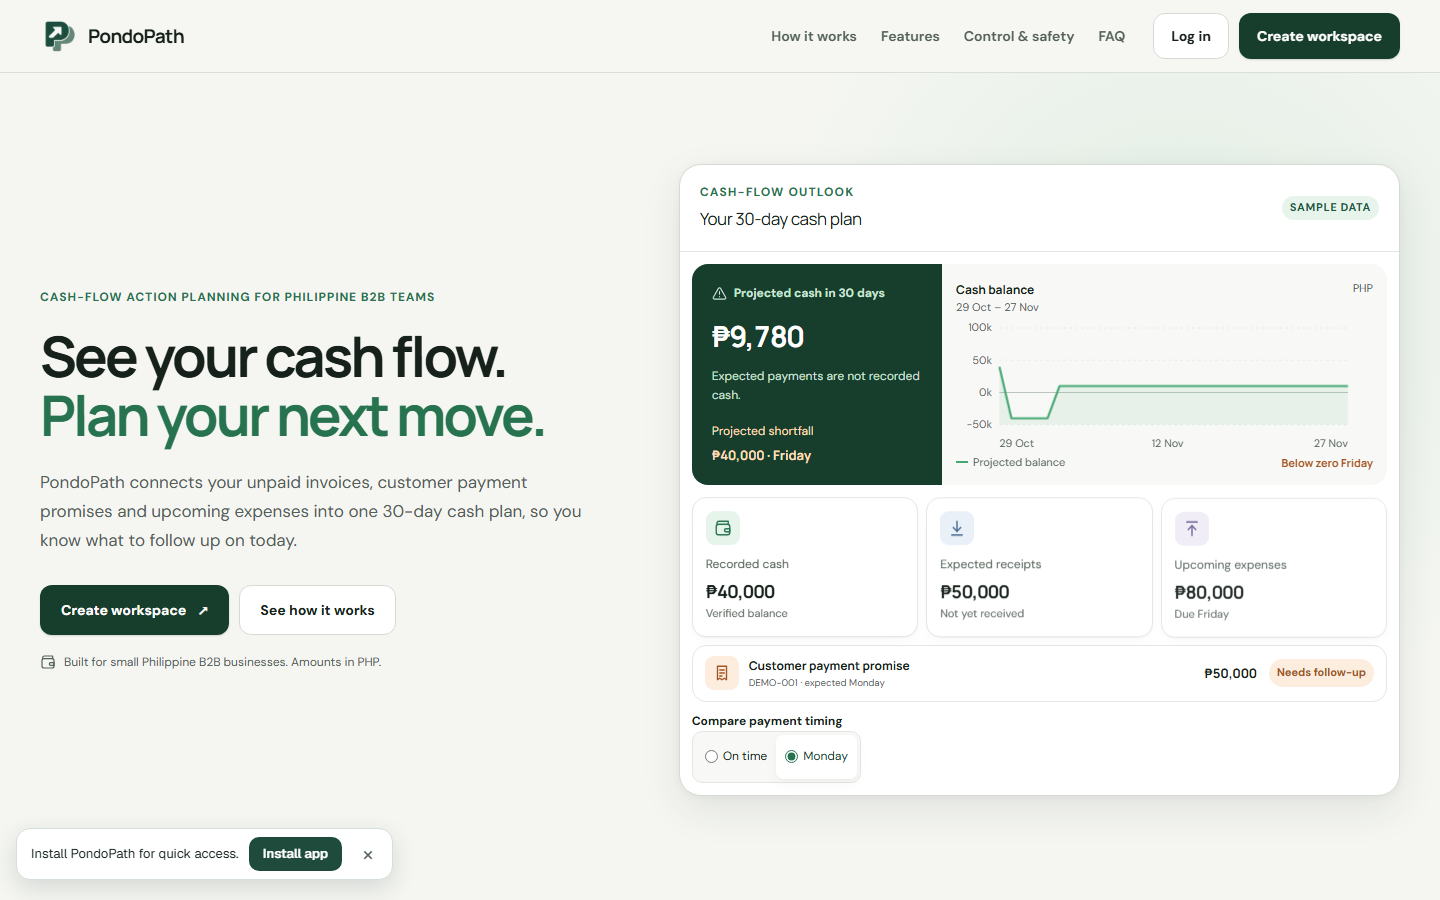 PondoPath
How it works
Features
Control & safety
FAQ
Log in
Create workspace
CASH-FLOW ACTION PLANNING FOR PHILIPPINE B2B TEAMS
See your cash flow.
Plan your next move.
PondoPath connects your unpaid invoices, customer payment
promises and upcoming expenses into one 30-day cash plan, so you
know what to follow up on today.
Create workspace ↗
See how it works
Built for small Philippine B2B businesses. Amounts in PHP.
CASH-FLOW OUTLOOK
Your 30-day cash plan
SAMPLE DATA
Projected cash in 30 days
₱9,780
Expected payments are not recorded
cash.
Projected shortfall
₱40,000 · Friday
Cash balance
PHP
29 Oct – 27 Nov
100k
50k
0k
-50k
29 Oct
12 Nov
27 Nov
Projected balance
Below zero Friday
Recorded cash
₱40,000
Verified balance
Expected receipts
₱50,000
Not yet received
Upcoming expenses
₱80,000
Due Friday
Customer payment promise
DEMO-001 · expected Monday
₱50,000
Needs follow-up
Compare payment timing
On time
Monday
Install PondoPath for quick access.
Install app
×